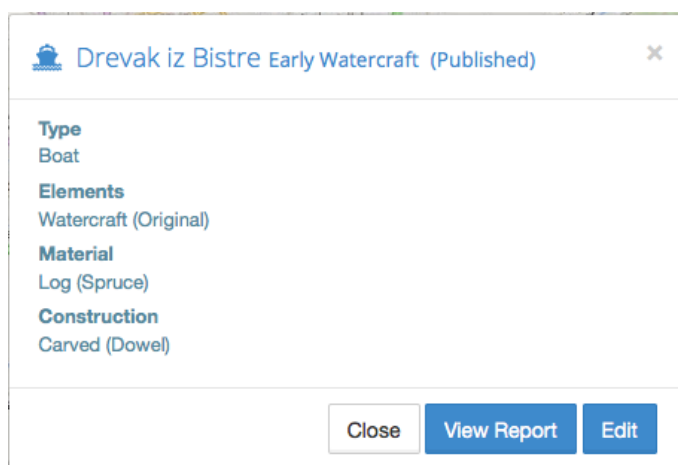 Drevak iz Bistre Early Watercraft (Published) ×
Type
Boat
Elements
Watercraft (Original)
Material
Log (Spruce)
Construction
Carved (Dowel)
Close View Report Edit